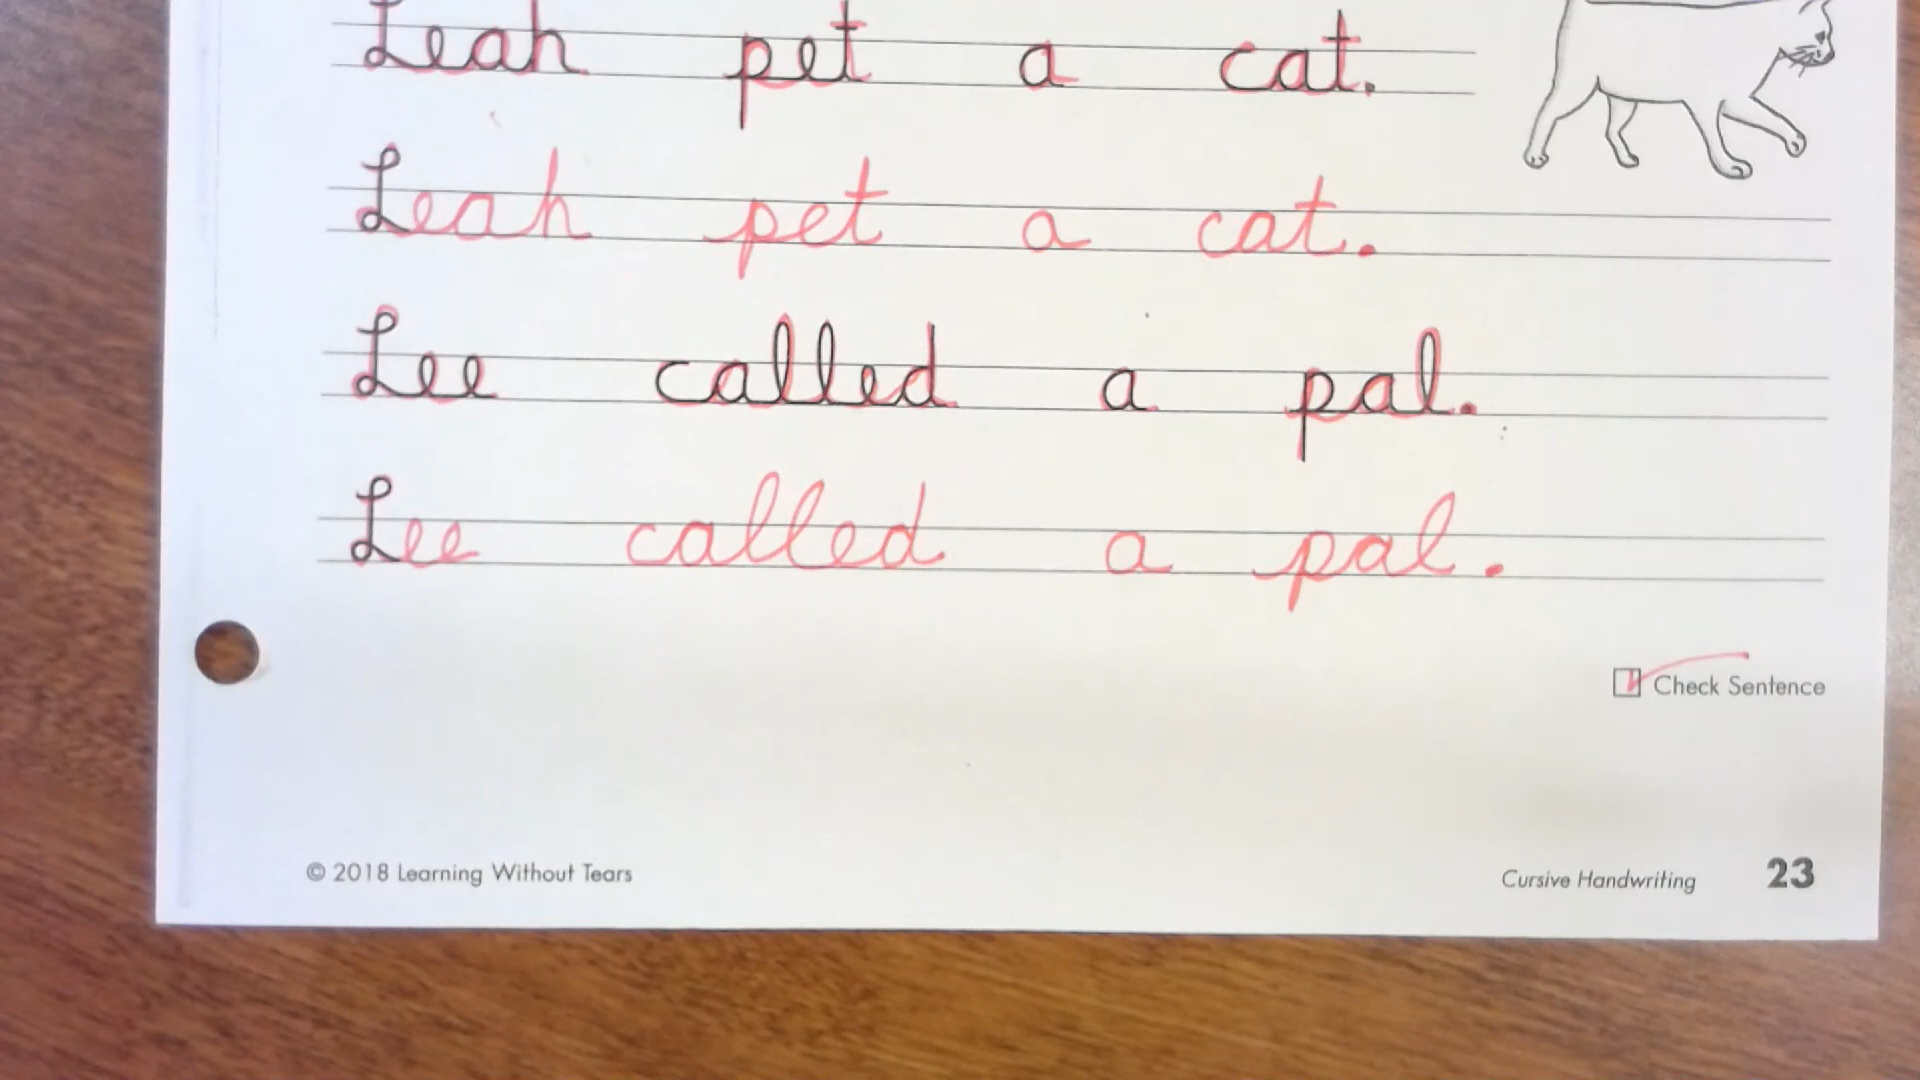 Leah pet a cat.
Leah pet a cat.
Lee called a pal.
Lee called a pal.
Check Sentence
© 2018 Learning Without Tears
Cursive Handwriting 23